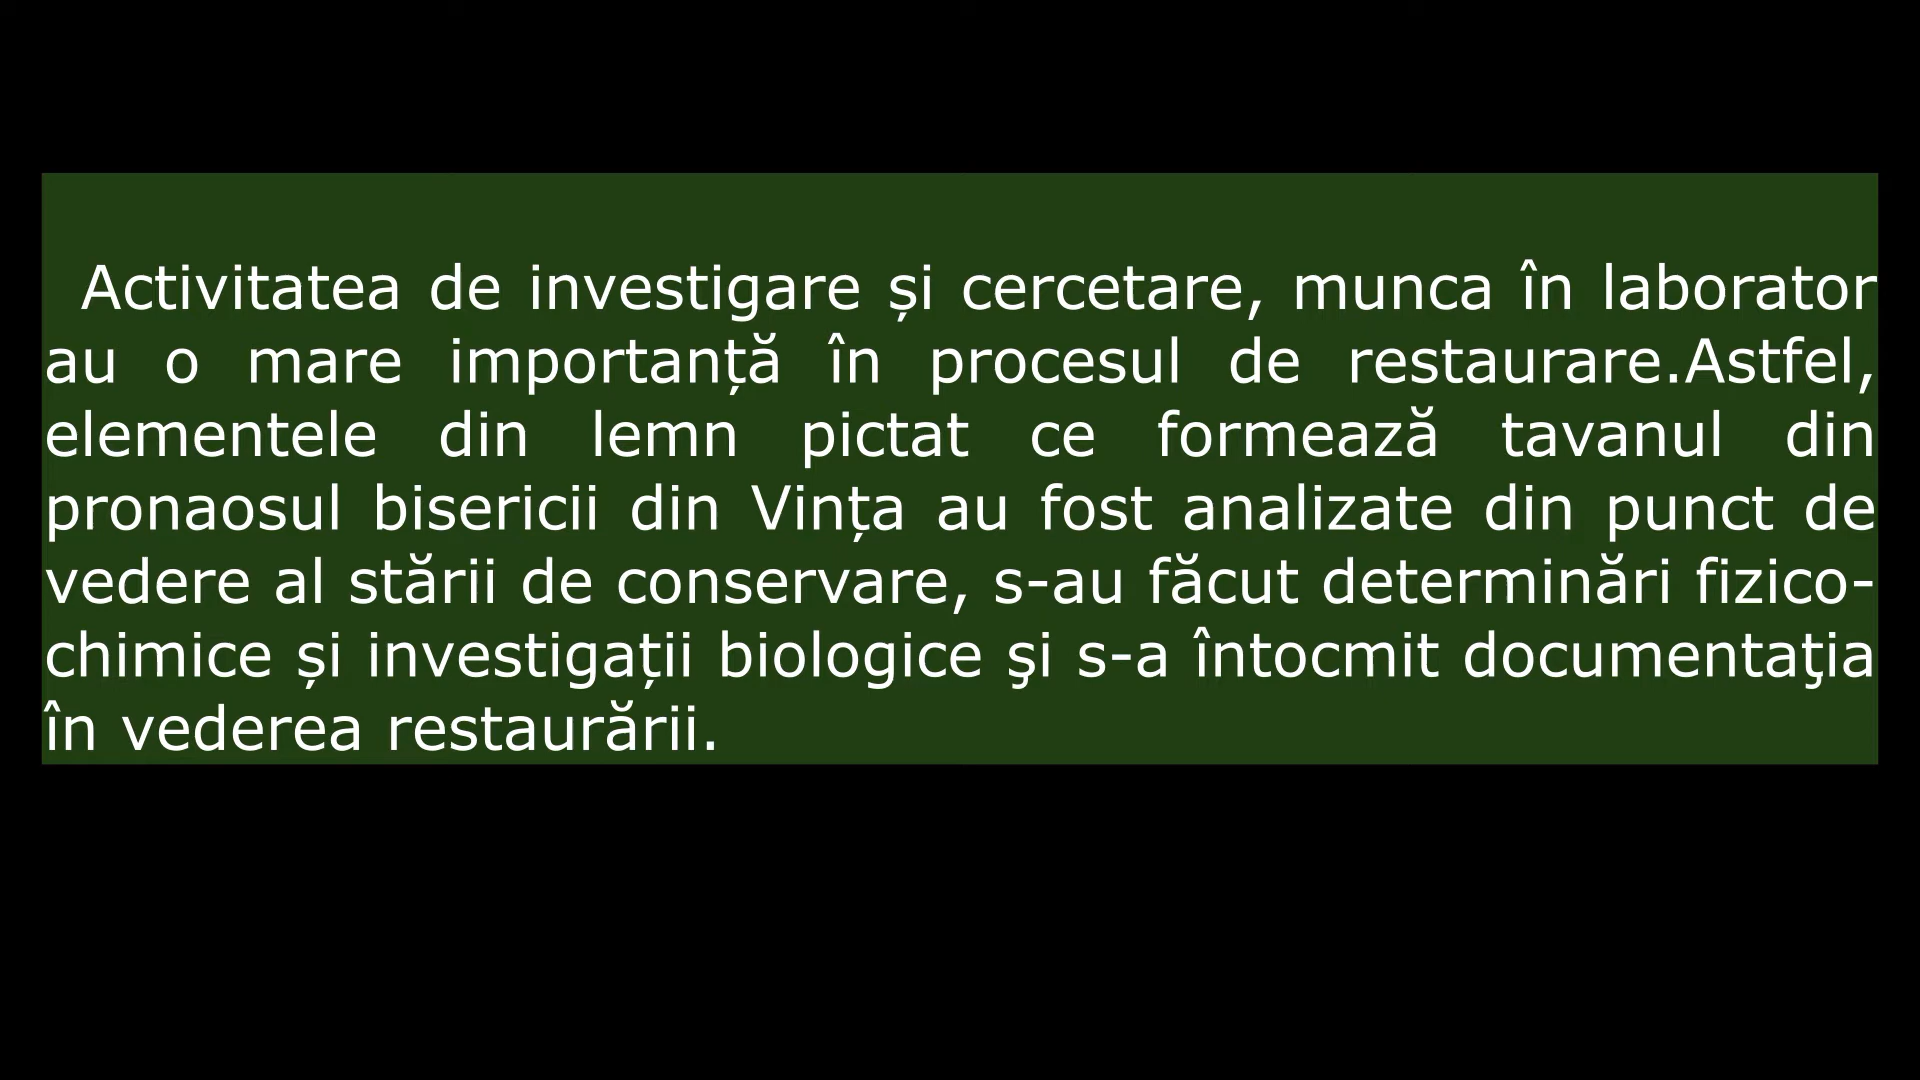 Activitatea de investigare și cercetare, munca în laborator
au o mare importanță în procesul de restaurare.Astfel,
elementele din lemn pictat ce formează tavanul din
pronaosul bisericii din Vința au fost analizate din punct de
vedere al stării de conservare, s-au făcut determinări fizico-
chimice și investigații biologice şi s-a întocmit documentaţia
în vederea restaurării.